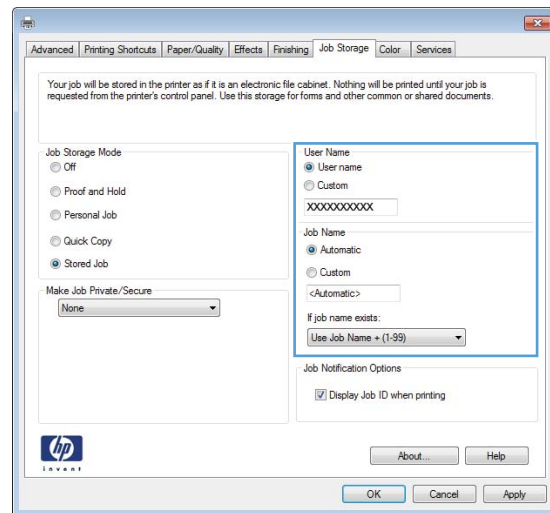 Advanced Printing Shortcuts Paper/Quality Effects Finishing Job Storage Color Services
Your job will be stored in the printer as if it is an electronic file cabinet. Nothing will be printed until your job is
requested from the printer's control panel. Use this storage for forms and other common or shared documents.
Job Storage Mode
Off
Proof and Hold
Personal Job
Quick Copy
Stored Job
Make Job Private/Secure
None
User Name
User name
Custom
XXXXXXXXXX
Job Name
Automatic
Custom
<Automatic>
If job name exists:
Use Job Name + (1-99)
Job Notification Options
Display Job ID when printing
hp
invent
About...
Help
OK
Cancel
Apply